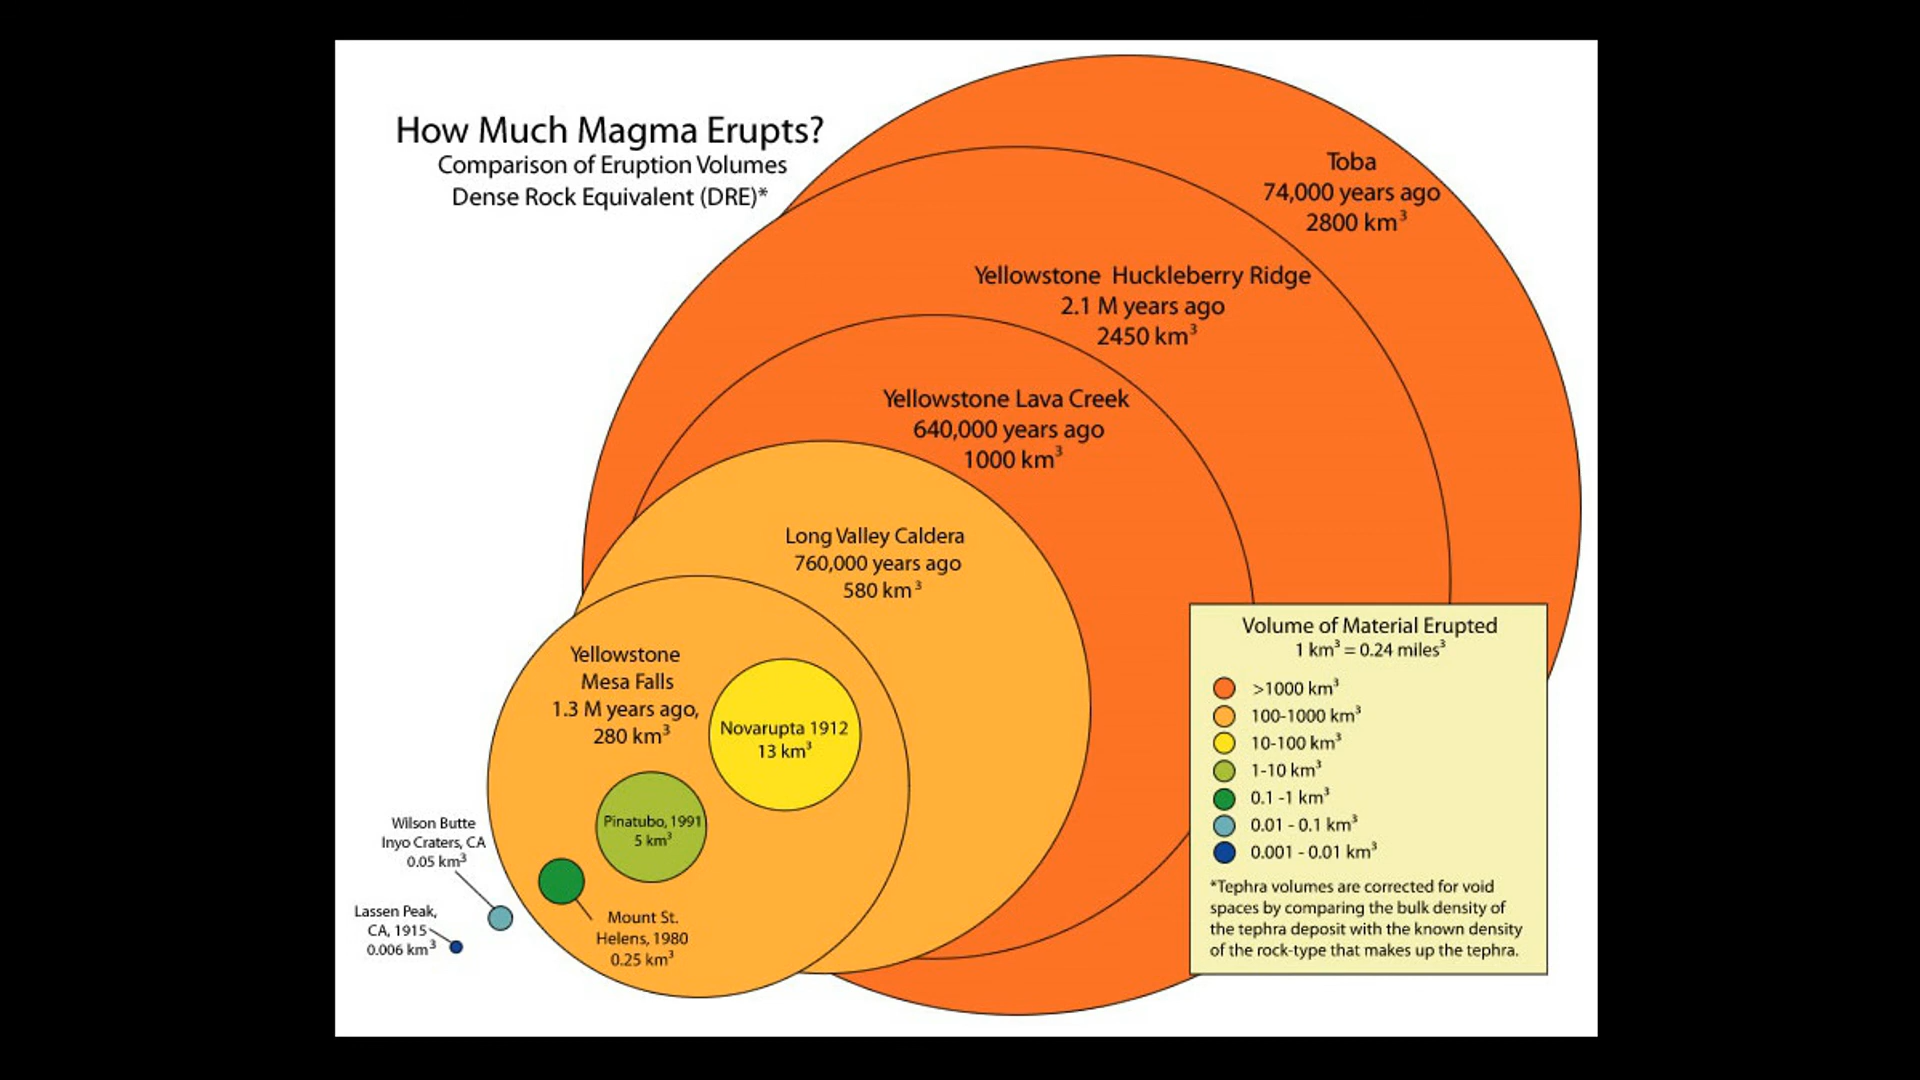 How Much Magma Erupts?
Comparison of Eruption Volumes
Dense Rock Equivalent (DRE)*
Toba
74,000 years ago
2800 km³
Yellowstone Huckleberry Ridge
2.1 M years ago
2450 km³
Yellowstone Lava Creek
640,000 years ago
1000 km³
Long Valley Caldera
760,000 years ago
580 km³
Yellowstone
Mesa Falls
1.3 M years ago,
280 km³
Novarupta 1912
13 km³
Pinatubo, 1991
5 km³
Mount St.
Helens, 1980
0.25 km³
Wilson Butte
Inyo Craters, CA
0.05 km³
Lassen Peak,
CA, 1915
0.006 km³
Volume of Material Erupted
1 km³ = 0.24 miles³
>1000 km³
100-1000 km³
10-100 km³
1-10 km³
0.1 -1 km³
0.01 - 0.1 km³
0.001 - 0.01 km³
*Tephra volumes are corrected for void
spaces by comparing the bulk density of
the tephra deposit with the known density
of the rock-type that makes up the tephra.